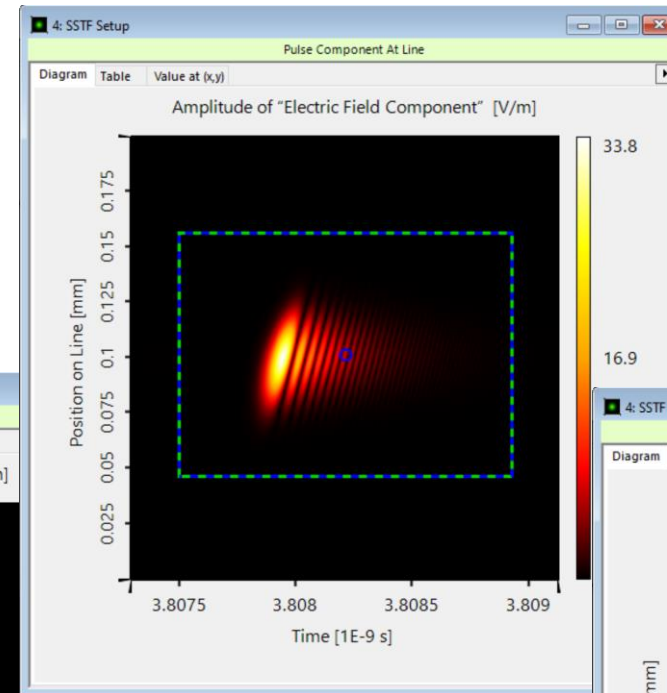 4: SSTF Setup
Pulse Component At Line
Diagram Table Value at (x,y)
Amplitude of "Electric Field Component" [V/m]
33.8
16.9
0.175
0.15
0.125
0.1
0.075
0.05
0.025
Position on Line [mm]
3.8075 3.808 3.8085 3.809
Time [1E-9 s]
4: SSTF
Diagram
mm]